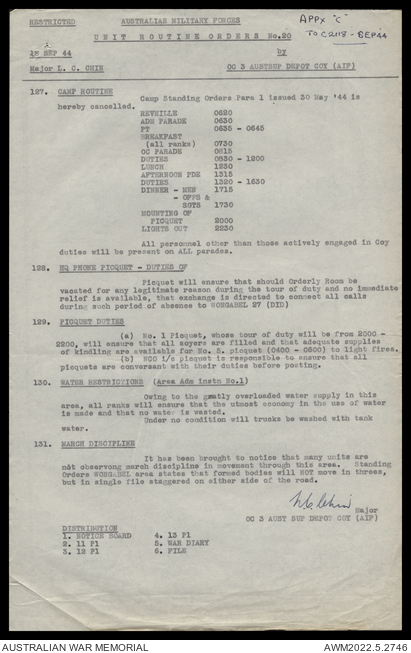 RESTRICTED AUSTRALIAN MILITARY FORCES APPX "C"
TO C2118 - SEP 44
UNIT ROUTINE ORDERS No.20
SEP 44 by
Major L. C. CHIN OC 3 AUSTSUP DEPOT COY (AIF)
127. CAMP ROUTINE
Camp Standing Orders Para 1 issued 30 May '44 is
hereby cancelled.
REVEILLE 0620
ADM PARADE 0630
PT 0635 - 0645
BREAKFAST
(all ranks) 0730
OC PARADE 0815
DUTIES 0830 - 1200
LUNCH 1230
AFTERNOON PDE 1315
DUTIES 1320 - 1630
DINNER - MEN 1715
- OFFS &
SGTS 1730
MOUNTING OF
PICQUET 2000
LIGHTS OUT 2230
All personnel other than those actively engaged in Coy
duties will be present on ALL parades.
128. HQ PHONE PICQUET - DUTIES OF
Picquet will ensure that should Orderly Room be
vacated for any legitimate reason during the tour of duty and no immediate
relief is available, that exchange is directed to connect all calls
during such period of absence to WONGABEL 27 (DID)
129. PICQUET DUTIES
(a) No. 1 Picquet, whose tour of duty will be from 2000 -
2200, will ensure that all soyers are filled and that adequate supplies
of kindling are available for No. 5. picquet (0400 - 0600) to light fires.
(b) NCO i/c picquet is responsible to ensure that all
picquets are conversant with their duties before posting.
130. WATER RESTRICTIONS (Area Adm Instn No.1)
Owing to the greatly overloaded water supply in this
area, all ranks will ensure that the utmost economy in the use of water
is made and that no water is wasted.
Under no condition will trucks be washed with tank
water.
131. MARCH DISCIPLINE
It has been brought to notice that many units are
not observong march discipline in movement through this area. Standing
Orders WONGABEL area states that formed bodies will NOT move in threes,
but in single file staggered on either side of the road.
Major
OC 3 AUST SUP DEPOT COY (AIF)
DISTRIBUTION
1. NOTICE BOARD 4. 13 Pl
2. 11 Pl 5. WAR DIARY
3. 12 Pl 6. FILE
AUSTRALIAN WAR MEMORIAL AWM2022.5.2746